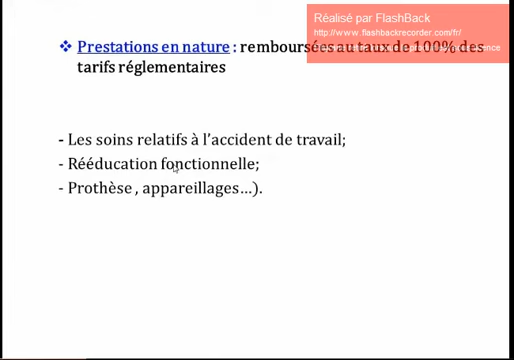 Réalisé par FlashBack
http://www.flashbackrecorder.com/fr/
❖ Prestations en nature : remboursées au taux de 100% des
tarifs réglementaires
- Les soins relatifs à l'accident de travail;
- Rééducation fonctionnelle;
- Prothèse , appareillages…).